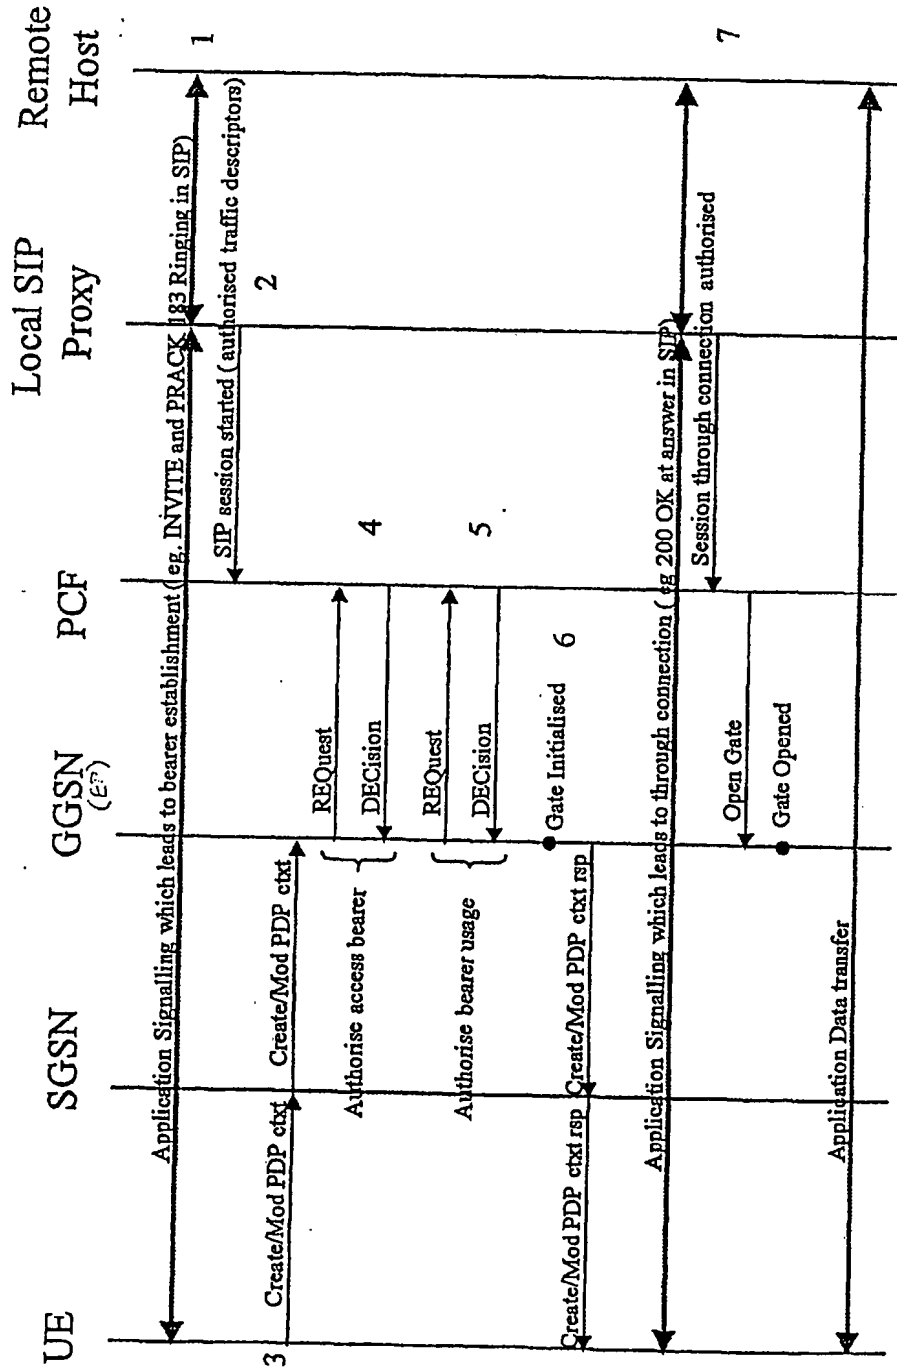 UE
SGSN
GGSN
(EP)
PCF
Local SIP
Proxy
Remote
Host
Application Signalling which leads to bearer establishment ( eg. INVITE and PRACK, 183 Ringing in SIP)
1
SIP session started ( authorised traffic descriptors)
2
3
Create/Mod PDP ctxt
Create/Mod PDP ctxt
REQuest
DECision
4
Authorise access bearer
REQuest
DECision
5
Authorise bearer usage
Gate Initialised
6
Create/Mod PDP ctxt rsp
Create/Mod PDP ctxt rsp
Application Signalling which leads to through connection ( eg 200 OK at answer in SIP)
7
Session through connection authorised
Open Gate
Gate Opened
Application Data transfer